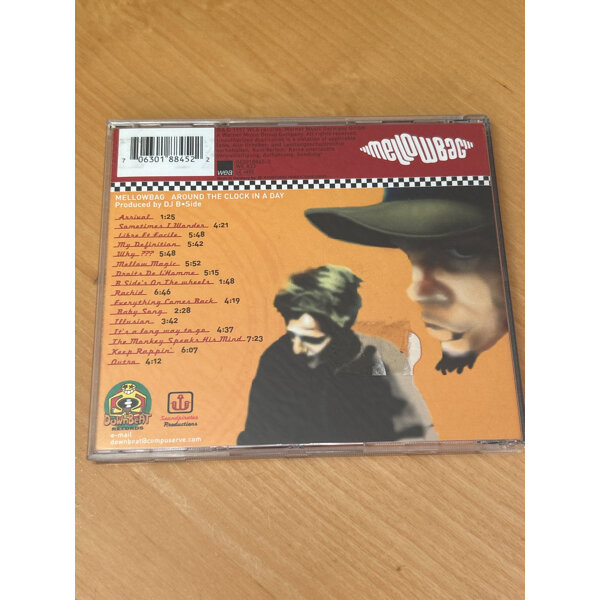 7 06301 88452 2
wea
MELLOWBAG
MELLOWBAG AROUND THE CLOCK IN A DAY
Produced by DJ B•Side
Arrival 1:25
Sometimes I Wonder 4:21
Libre Et Facile 5:48
My Definition 5:42
Why ??? 5:48
Mellow Magic 5:52
Droits De L'Homme 5:15
B Side's On The wheels 1:48
Rachid 6:46
Everything Comes Back 4:19
Baby Song 2:28
Illusion 3:42
It's a long way to go 4:37
The Monkey Speaks His Mind 7:23
Keep Rappin' 6:07
Outro 4:12
DOWNBEAT
RECORDS
Soundpirates
Productions
e-mail
downbeat@compuserve.com